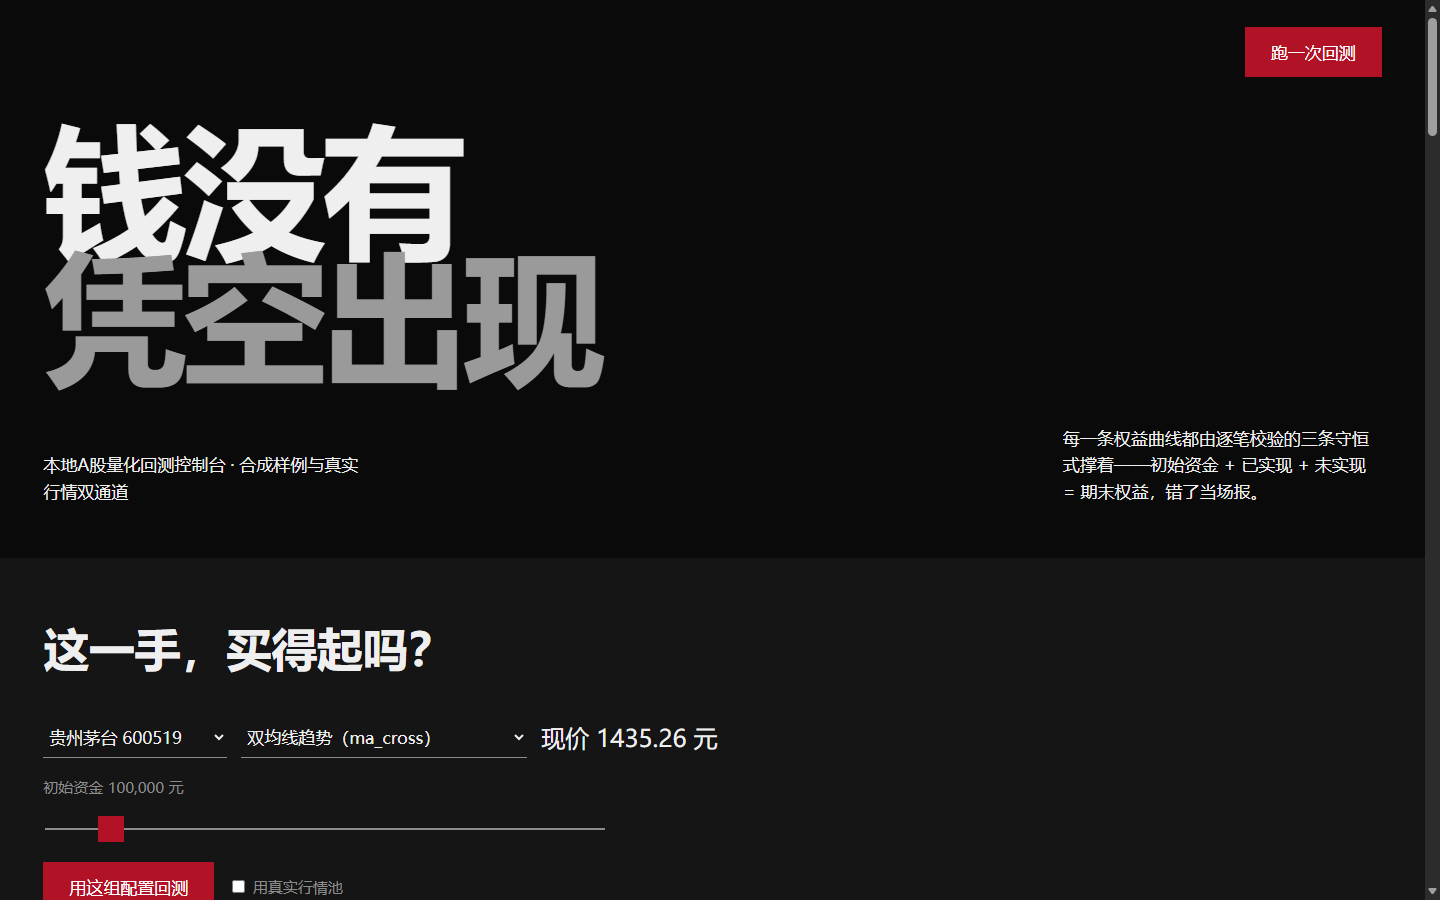 跑一次回测
钱没有
凭空出现
本地A股量化回测控制台 · 合成样例与真实
行情双通道
每一条权益曲线都由逐笔校验的三条守恒
式撑着——初始资金 + 已实现 + 未实现
= 期末权益，错了当场报。
这一手，买得起吗？
贵州茅台 600519
双均线趋势（ma_cross）
现价 1435.26 元
初始资金 100,000 元
用这组配置回测
用真实行情池